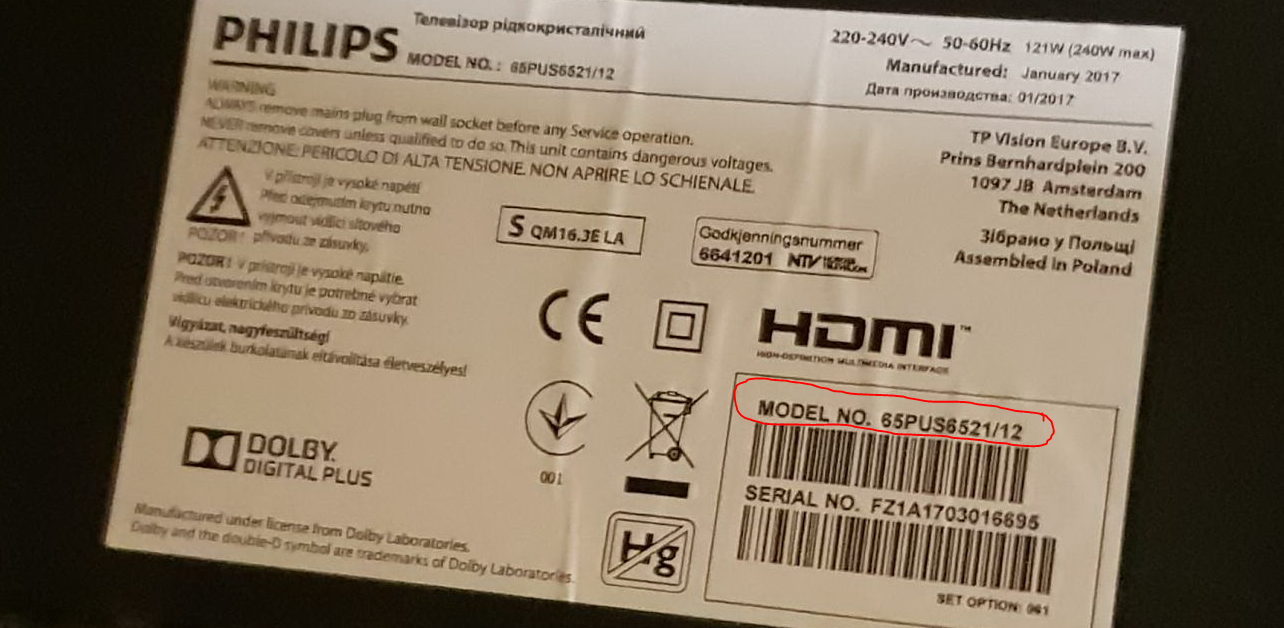 PHILIPS
Телевізор рідкокристалічний
MODEL NO. : 65PUS6521/12
220-240V~ 50-60Hz 121W (240W max)
Manufactured: January 2017
Дата производства: 01/2017
WARNING
ALWAYS remove mains plug from wall socket before any Service operation.
NEVER remove covers unless qualified to do so. This unit contains dangerous voltages.
ATTENZIONE: PERICOLO DI ALTA TENSIONE. NON APRIRE LO SCHIENALE.
TP Vision Europe B.V.
Prins Bernhardplein 200
1097 JB Amsterdam
The Netherlands
Зібрано у Польщі
Assembled in Poland
V přístroji je vysoké napětí
Před odejmutím krytu nutno
vyjmout vidlici síťového
POZOR! přívodu ze zásuvky.
S QM16.3E LA
Godkjenningsnummer
6641201 NTV
POZOR! V prístroji je vysoké napätie.
Pred otvorením krytu je potrebné vybrat
vidlicu elektrického prívodu zo zásuvky.
Vigyázat, nagyfeszültség!
A készülék burkolatának eltávolítása életveszélyes!
CE
HDMI™
HIGH-DEFINITION MULTIMEDIA INTERFACE
001
DOLBY.
DIGITAL PLUS
Hg
MODEL NO. 65PUS6521/12
SERIAL NO. FZ1A1703016695
SET OPTION: 061
Manufactured under license from Dolby Laboratories.
Dolby and the double-D symbol are trademarks of Dolby Laboratories.